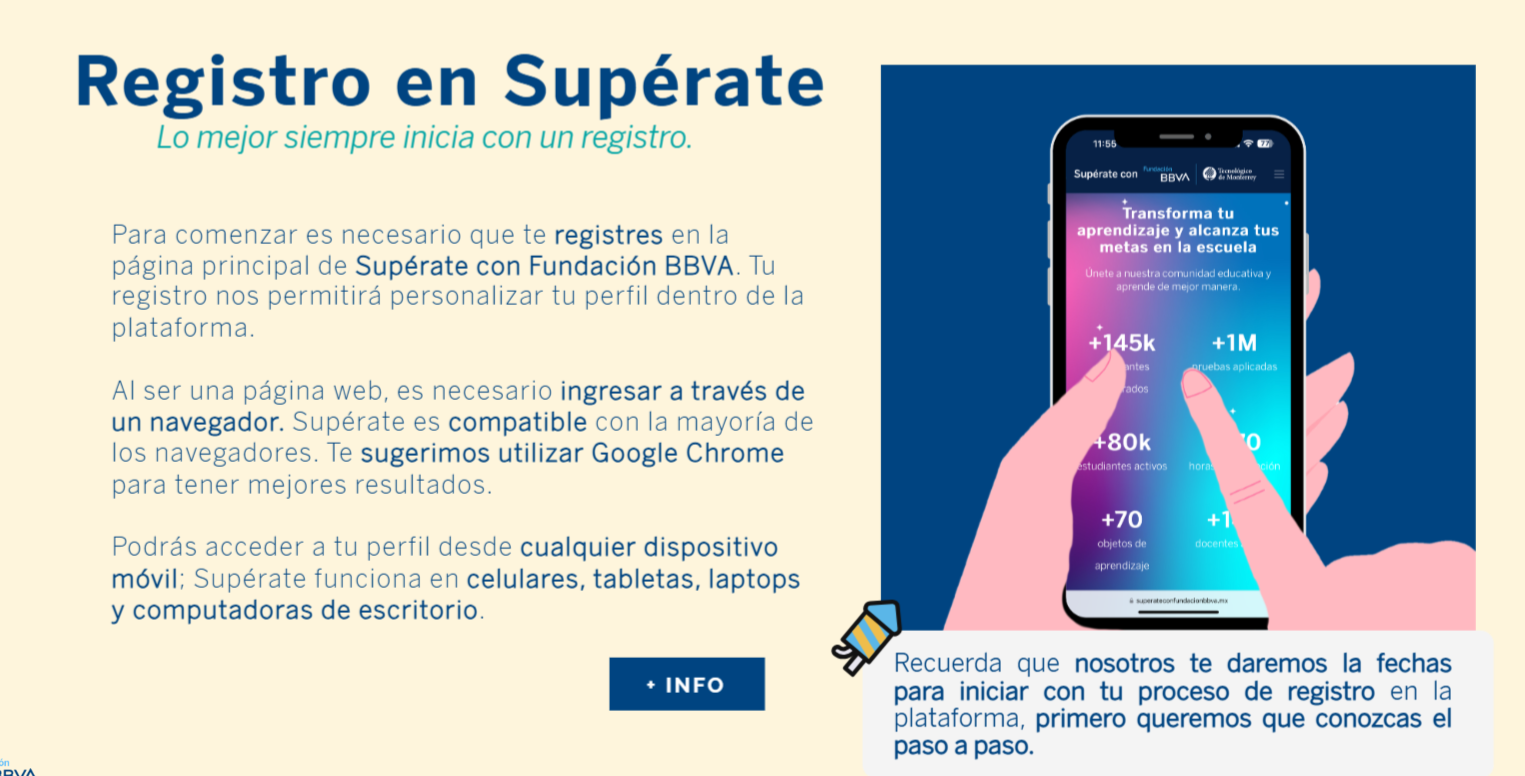 Registro en Supérate
Lo mejor siempre inicia con un registro.
Para comenzar es necesario que te registres en la
página principal de Supérate con Fundación BBVA. Tu
registro nos permitirá personalizar tu perfil dentro de la
plataforma.
Al ser una página web, es necesario ingresar a través de
un navegador. Supérate es compatible con la mayoría de
los navegadores. Te sugerimos utilizar Google Chrome
para tener mejores resultados.
Podrás acceder a tu perfil desde cualquier dispositivo
móvil; Supérate funciona en celulares, tabletas, laptops
y computadoras de escritorio.
+ INFO
11:55
77
Supérate con Fundación BBVA Tecnológico de Monterrey
Transforma tu
aprendizaje y alcanza tus
metas en la escuela
Únete a nuestra comunidad educativa y
aprende de mejor manera.
+145k +1M
pruebas aplicadas
+80k
estudiantes activos
+70
objetos de docentes
aprendizaje
superateconfundacionbbva.mx
Recuerda que nosotros te daremos la fechas
para iniciar con tu proceso de registro en la
plataforma, primero queremos que conozcas el
paso a paso.